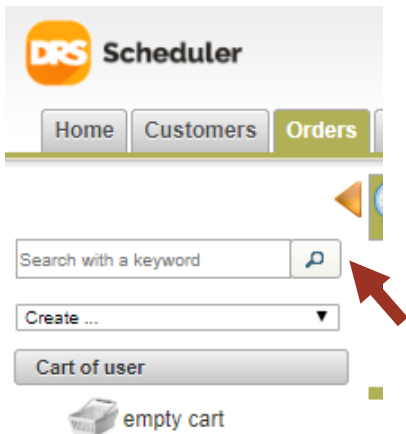 DRS Scheduler
Home Customers Orders
Search with a keyword
Create ...
Cart of user
empty cart